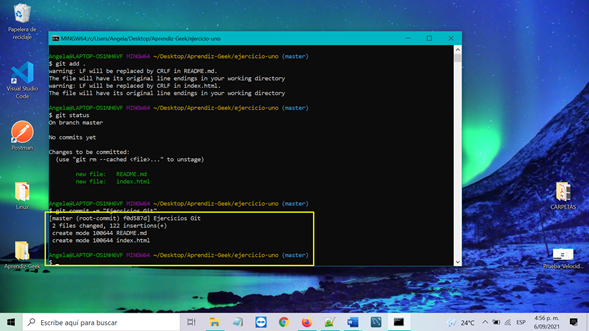 Papelera de
reciclaje
Visual Studio
Code
Postman
Linux
Aprendiz-Geek
MINGW64:/c/Users/Angela/Desktop/Aprendiz-Geek/ejercicio-uno
Angela@LAPTOP-OS1NH6VF MINGW64 ~/Desktop/Aprendiz-Geek/ejercicio-uno (master)
$ git add .
warning: LF will be replaced by CRLF in README.md.
The file will have its original line endings in your working directory
warning: LF will be replaced by CRLF in index.html.
The file will have its original line endings in your working directory
Angela@LAPTOP-OS1NH6VF MINGW64 ~/Desktop/Aprendiz-Geek/ejercicio-uno (master)
$ git status
On branch master
No commits yet
Changes to be committed:
(use "git rm --cached <file>..." to unstage)
new file: README.md
new file: index.html
Angela@LAPTOP-OS1NH6VF MINGW64 ~/Desktop/Aprendiz-Geek/ejercicio-uno (master)
$ git commit -m "Ejercicios Git"
[master (root-commit) f0d587d] Ejercicios Git
2 files changed, 122 insertions(+)
create mode 100644 README.md
create mode 100644 index.html
Angela@LAPTOP-OS1NH6VF MINGW64 ~/Desktop/Aprendiz-Geek/ejercicio-uno (master)
$
CARPETAS
Prueba Velocid...
Escribe aquí para buscar
24°C
ESP
4:56 p. m.
6/09/2021